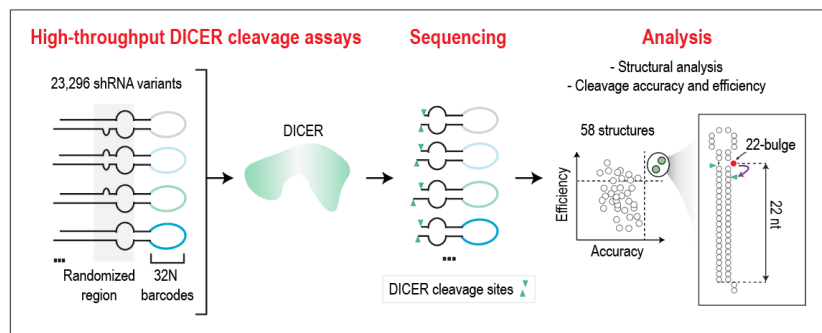 High-throughput DICER cleavage assays
Sequencing
Analysis
- Structural analysis
- Cleavage accuracy and efficiency
23,296 shRNA variants
DICER
58 structures
22-bulge
Efficiency
Accuracy
22 nt
Randomized
region
32N
barcodes
DICER cleavage sites